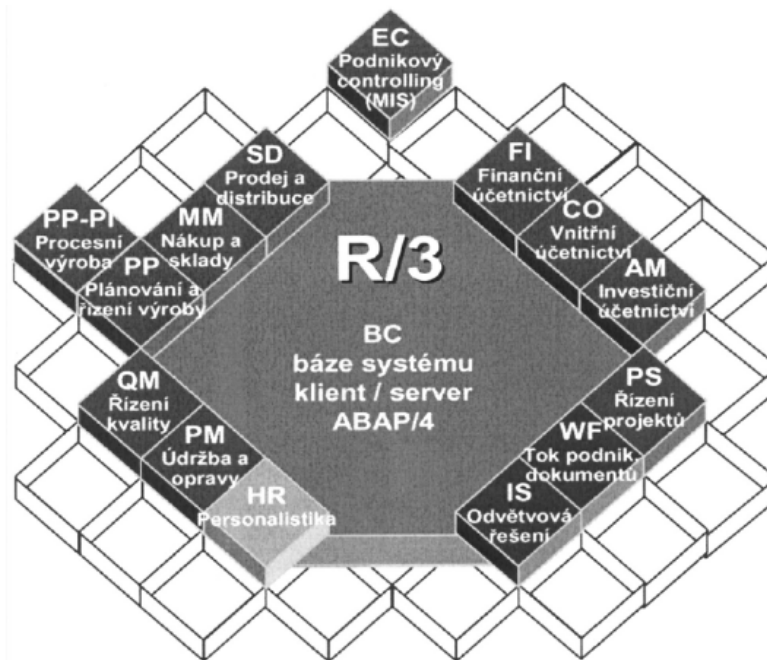 EC
Podnikový
controlling
(MIS)
SD
Prodej a
distribuce
FI
Finanční
účetnictví
MM
Nákup a
sklady
CO
Vnitřní
účetnictví
PP-PI
Procesní
výroba
PP
Plánování a
řízení výroby
AM
Investiční
účetnictví
R/3
BC
báze systému
klient / server
ABAP/4
QM
Řízení
kvality
PS
Řízení
projektů
PM
Údržba a
opravy
WF
Tok podnik.
dokumentů
HR
Personalistika
IS
Odvětvová
řešení